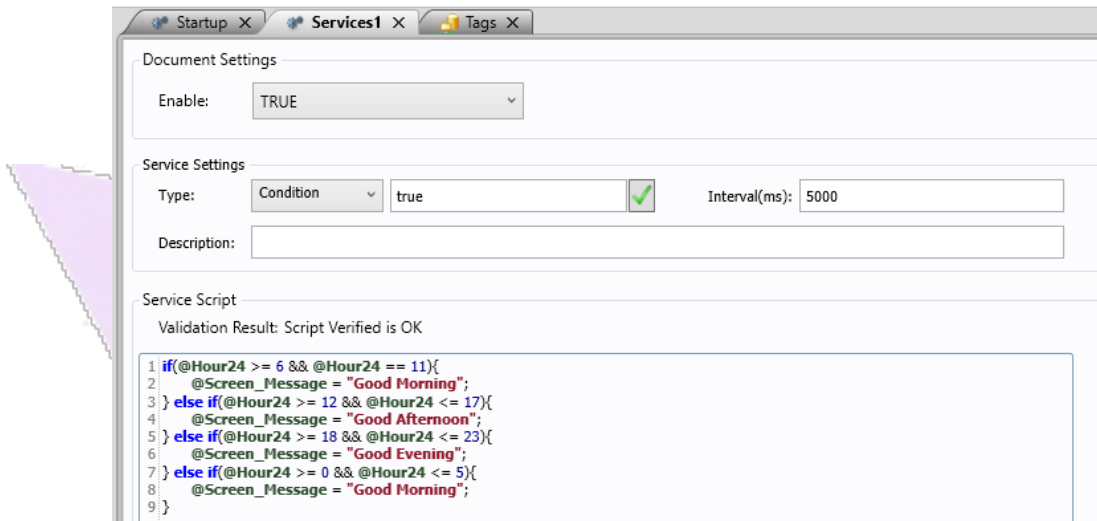 Startup X Services1 X Tags X
Document Settings
Enable: TRUE
Service Settings
Type: Condition true Interval(ms): 5000
Description:
Service Script
Validation Result: Script Verified is OK
1 if(@Hour24 >= 6 && @Hour24 == 11){
2 @Screen_Message = "Good Morning";
3 } else if(@Hour24 >= 12 && @Hour24 <= 17){
4 @Screen_Message = "Good Afternoon";
5 } else if(@Hour24 >= 18 && @Hour24 <= 23){
6 @Screen_Message = "Good Evening";
7 } else if(@Hour24 >= 0 && @Hour24 <= 5){
8 @Screen_Message = "Good Morning";
9 }